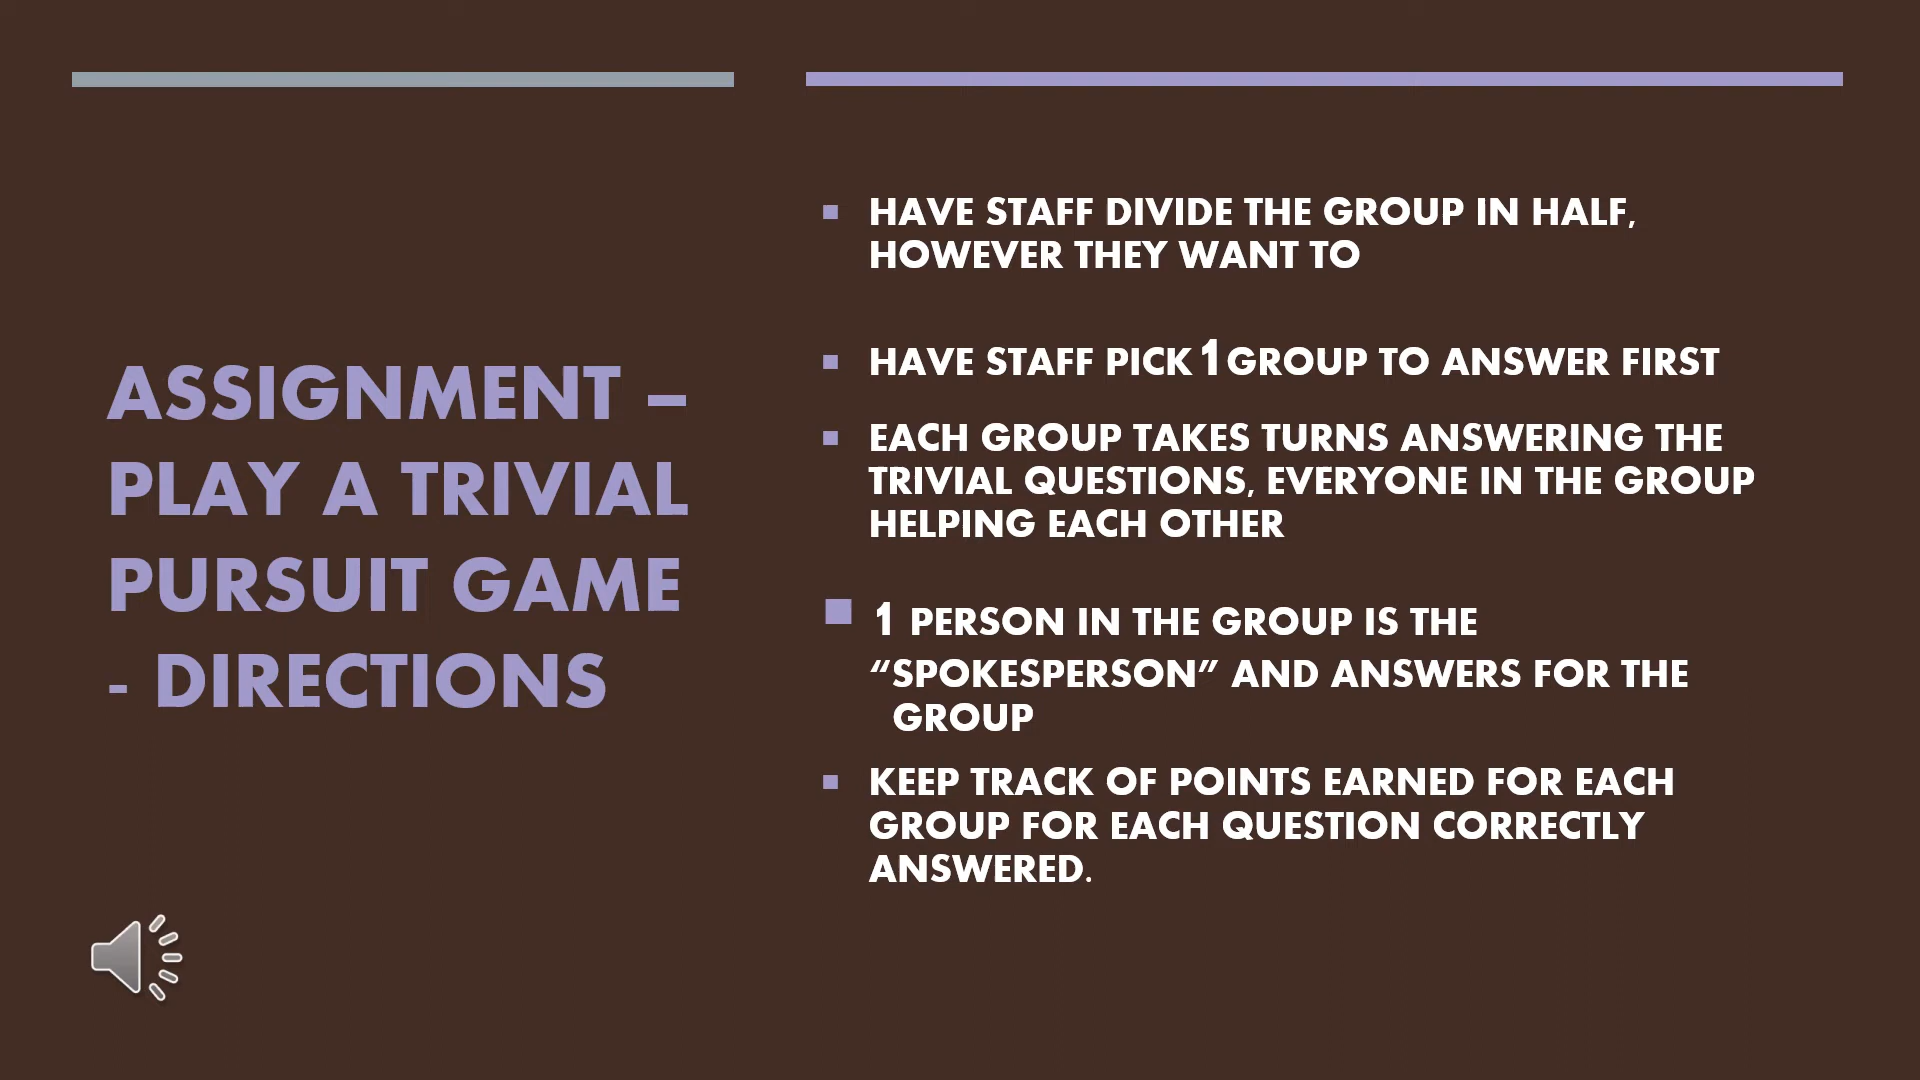 ASSIGNMENT –
PLAY A TRIVIAL
PURSUIT GAME
- DIRECTIONS
HAVE STAFF DIVIDE THE GROUP IN HALF,
HOWEVER THEY WANT TO
HAVE STAFF PICK 1 GROUP TO ANSWER FIRST
EACH GROUP TAKES TURNS ANSWERING THE
TRIVIAL QUESTIONS, EVERYONE IN THE GROUP
HELPING EACH OTHER
1 PERSON IN THE GROUP IS THE
“SPOKESPERSON” AND ANSWERS FOR THE
GROUP
KEEP TRACK OF POINTS EARNED FOR EACH
GROUP FOR EACH QUESTION CORRECTLY
ANSWERED.